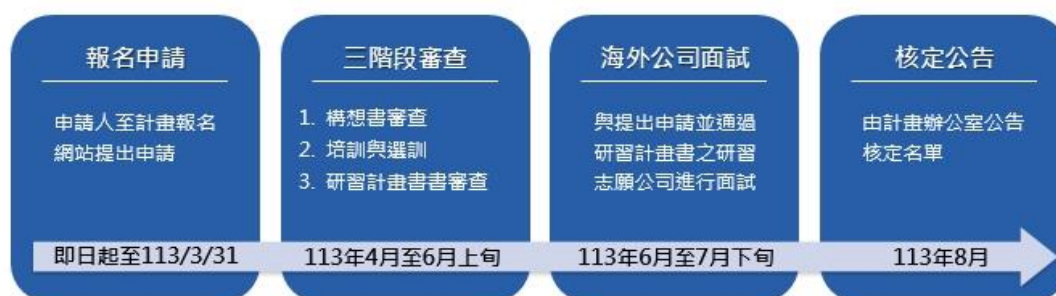 報名申請
申請人至計畫報名
網站提出申請
即日起至113/3/31
三階段審查
1. 構想書審查
2. 培訓與選訓
3. 研習計畫書書審查
113年4月至6月上旬
海外公司面試
與提出申請並通過
研習計畫書之研習
志願公司進行面試
113年6月至7月下旬
核定公告
由計畫辦公室公告
核定名單
113年8月